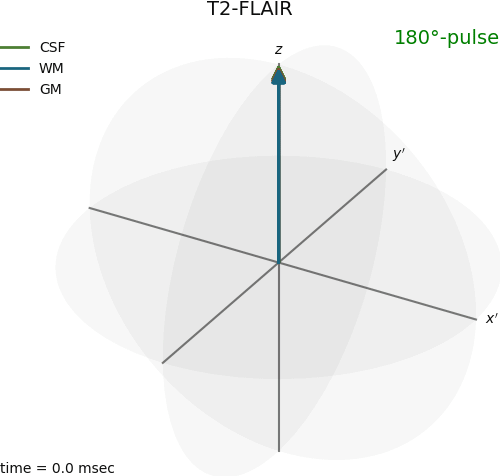 T2-FLAIR
180°-pulse
CSF
WM
GM
z
y′
x′
time = 0.0 msec